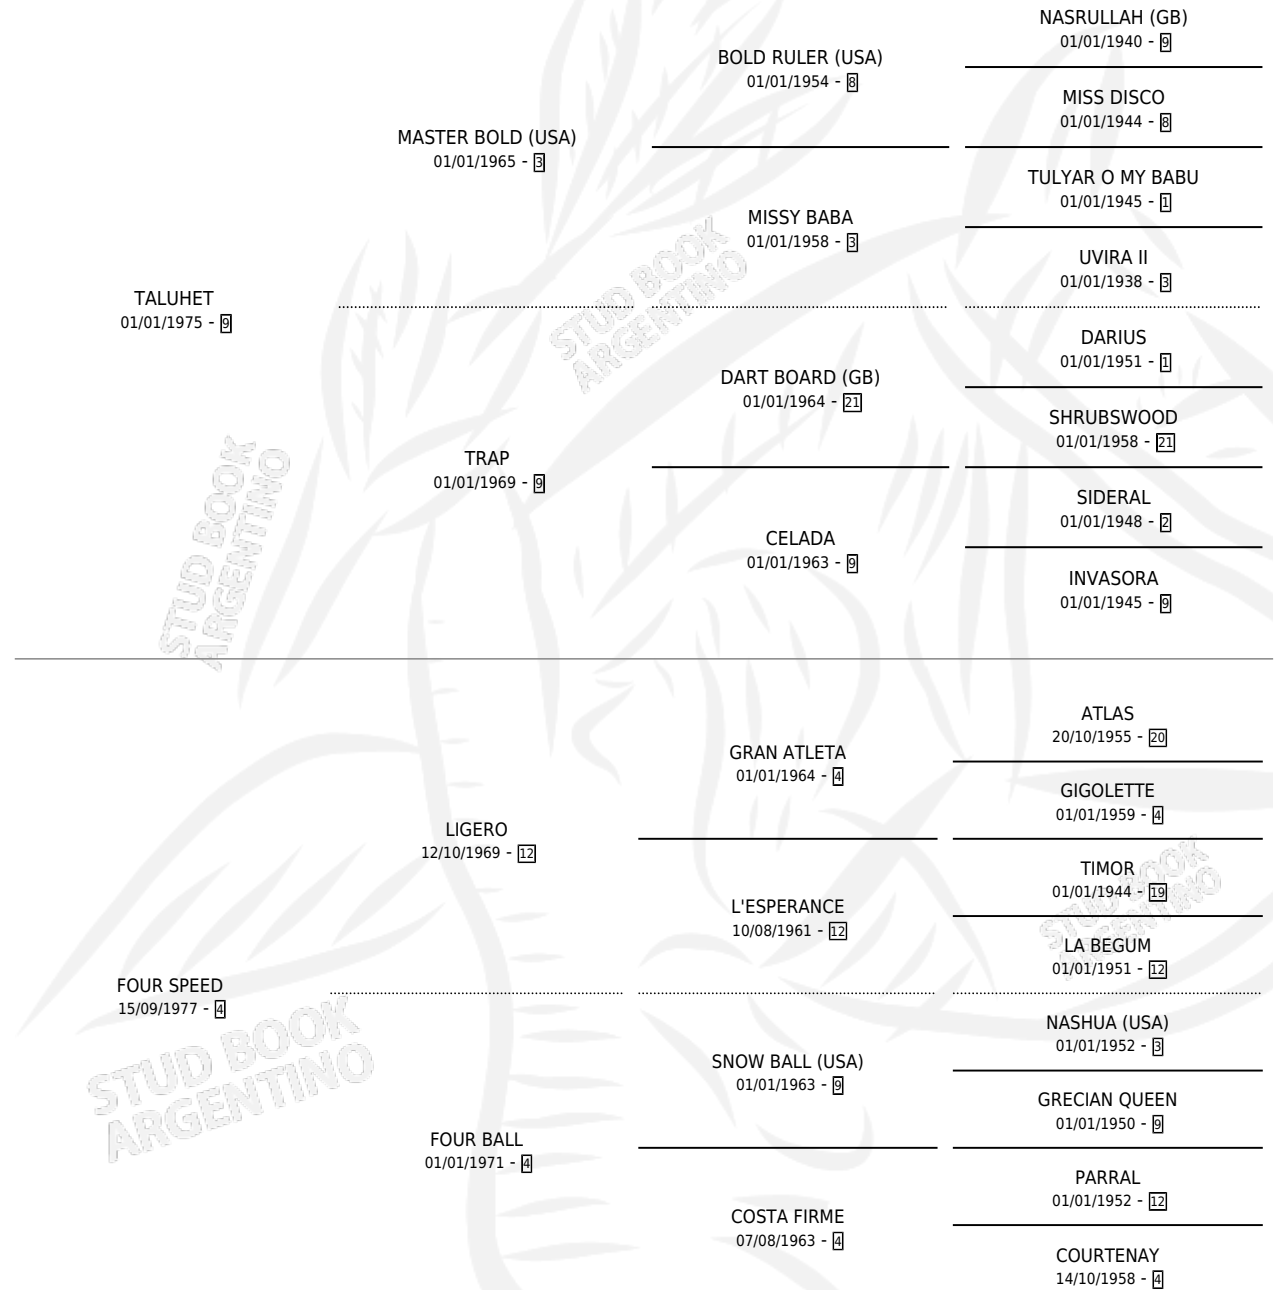 NASRULLAH (GB)
01/01/1940 - 9
BOLD RULER (USA)
01/01/1954 - 8
MISS DISCO
01/01/1944 - 8
MASTER BOLD (USA)
01/01/1965 - 3
TULYAR O MY BABU
01/01/1945 - 1
MISSY BABA
01/01/1958 - 3
UVIRA II
01/01/1938 - 3
TALUHET
01/01/1975 - 9
DARIUS
01/01/1951 - 1
DART BOARD (GB)
01/01/1964 - 21
SHRUBSWOOD
01/01/1958 - 21
TRAP
01/01/1969 - 9
SIDERAL
01/01/1948 - 2
CELADA
01/01/1963 - 9
INVASORA
01/01/1945 - 9
ATLAS
20/10/1955 - 20
GRAN ATLETA
01/01/1964 - 4
GIGOLETTE
01/01/1959 - 4
LIGERO
12/10/1969 - 12
TIMOR
01/01/1944 - 19
L'ESPERANCE
10/08/1961 - 12
LA BEGUM
01/01/1951 - 12
FOUR SPEED
15/09/1977 - 4
NASHUA (USA)
01/01/1952 - 3
SNOW BALL (USA)
01/01/1963 - 9
GRECIAN QUEEN
01/01/1950 - 9
FOUR BALL
01/01/1971 - 4
PARRAL
01/01/1952 - 12
COSTA FIRME
07/08/1963 - 4
COURTENAY
14/10/1958 - 4
STUD BOOK
ARGENTINO
STUD BOOK
ARGENTINO
STUD BOOK
ARGENTINO
STUD BOOK
ARGENTINO